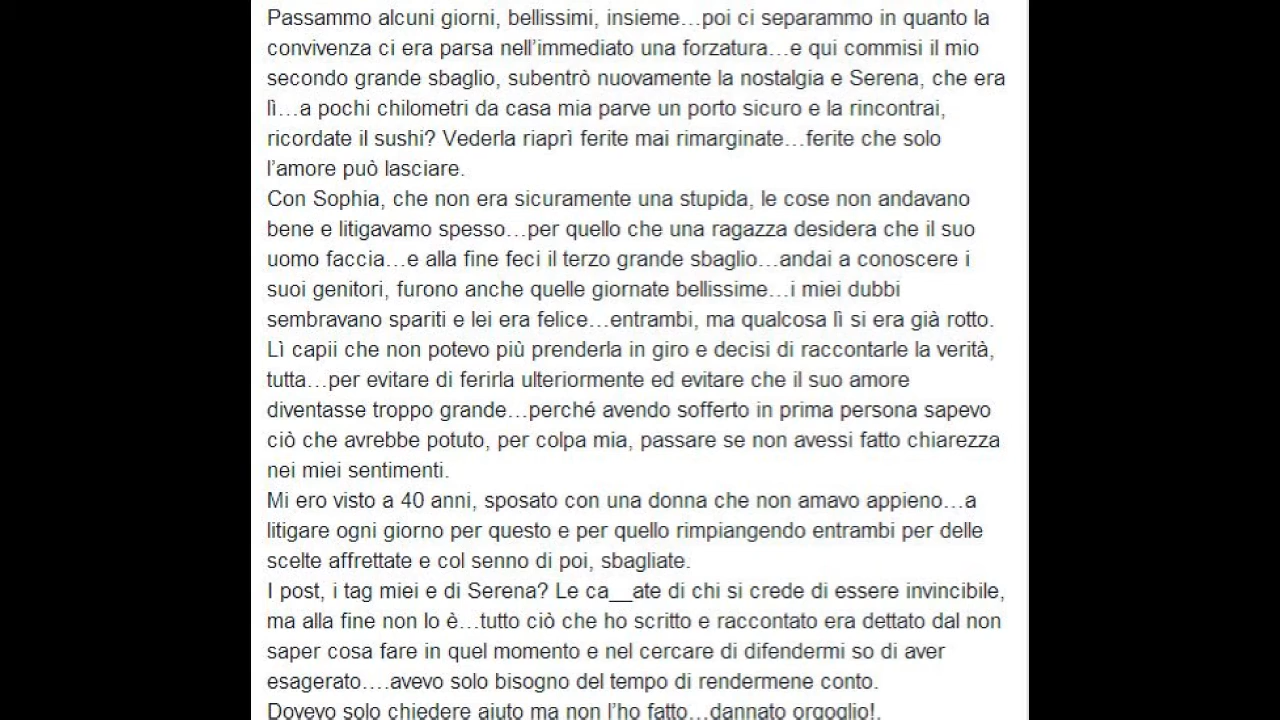 Passammo alcuni giorni, bellissimi, insieme…poi ci separammo in quanto la
convivenza ci era parsa nell’immediato una forzatura…e qui commisi il mio
secondo grande sbaglio, subentrò nuovamente la nostalgia e Serena, che era
lì…a pochi chilometri da casa mia parve un porto sicuro e la rincontrai,
ricordate il sushi? Vederla riaprì ferite mai rimarginate…ferite che solo
l’amore può lasciare.
Con Sophia, che non era sicuramente una stupida, le cose non andavano
bene e litigavamo spesso…per quello che una ragazza desidera che il suo
uomo faccia…e alla fine feci il terzo grande sbaglio…andai a conoscere i
suoi genitori, furono anche quelle giornate bellissime…i miei dubbi
sembravano spariti e lei era felice…entrambi, ma qualcosa lì si era già rotto.
Lì capii che non potevo più prenderla in giro e decisi di raccontarle la verità,
tutta…per evitare di ferirla ulteriormente ed evitare che il suo amore
diventasse troppo grande…perché avendo sofferto in prima persona sapevo
ciò che avrebbe potuto, per colpa mia, passare se non avessi fatto chiarezza
nei miei sentimenti.
Mi ero visto a 40 anni, sposato con una donna che non amavo appieno…a
litigare ogni giorno per questo e per quello rimpiangendo entrambi per delle
scelte affrettate e col senno di poi, sbagliate.
I post, i tag miei e di Serena? Le ca__ate di chi si crede di essere invincibile,
ma alla fine non lo è…tutto ciò che ho scritto e raccontato era dettato dal non
saper cosa fare in quel momento e nel cercare di difendermi so di aver
esagerato….avevo solo bisogno del tempo di rendermene conto.
Dovevo solo chiedere aiuto ma non l’ho fatto…dannato orgoglio!.